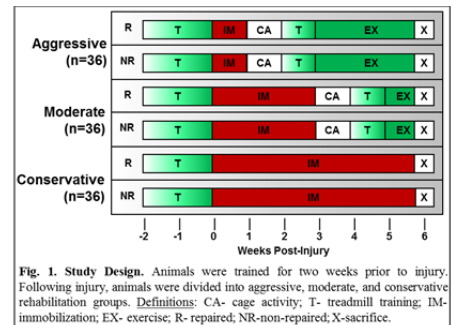 Aggressive
(n=36)
R T IM CA T EX X
NR T IM CA T EX X
Moderate
(n=36)
R T IM CA T EX X
NR T IM CA T EX X
Conservative
(n=36)
R T IM X
NR T IM X
-2 -1 0 1 2 3 4 5 6
Weeks Post-Injury
Fig. 1. Study Design. Animals were trained for two weeks prior to injury.
Following injury, animals were divided into aggressive, moderate, and conservative
rehabilitation groups. Definitions: CA- cage activity; T- treadmill training; IM-
immobilization; EX- exercise; R- repaired; NR-non-repaired; X-sacrifice.